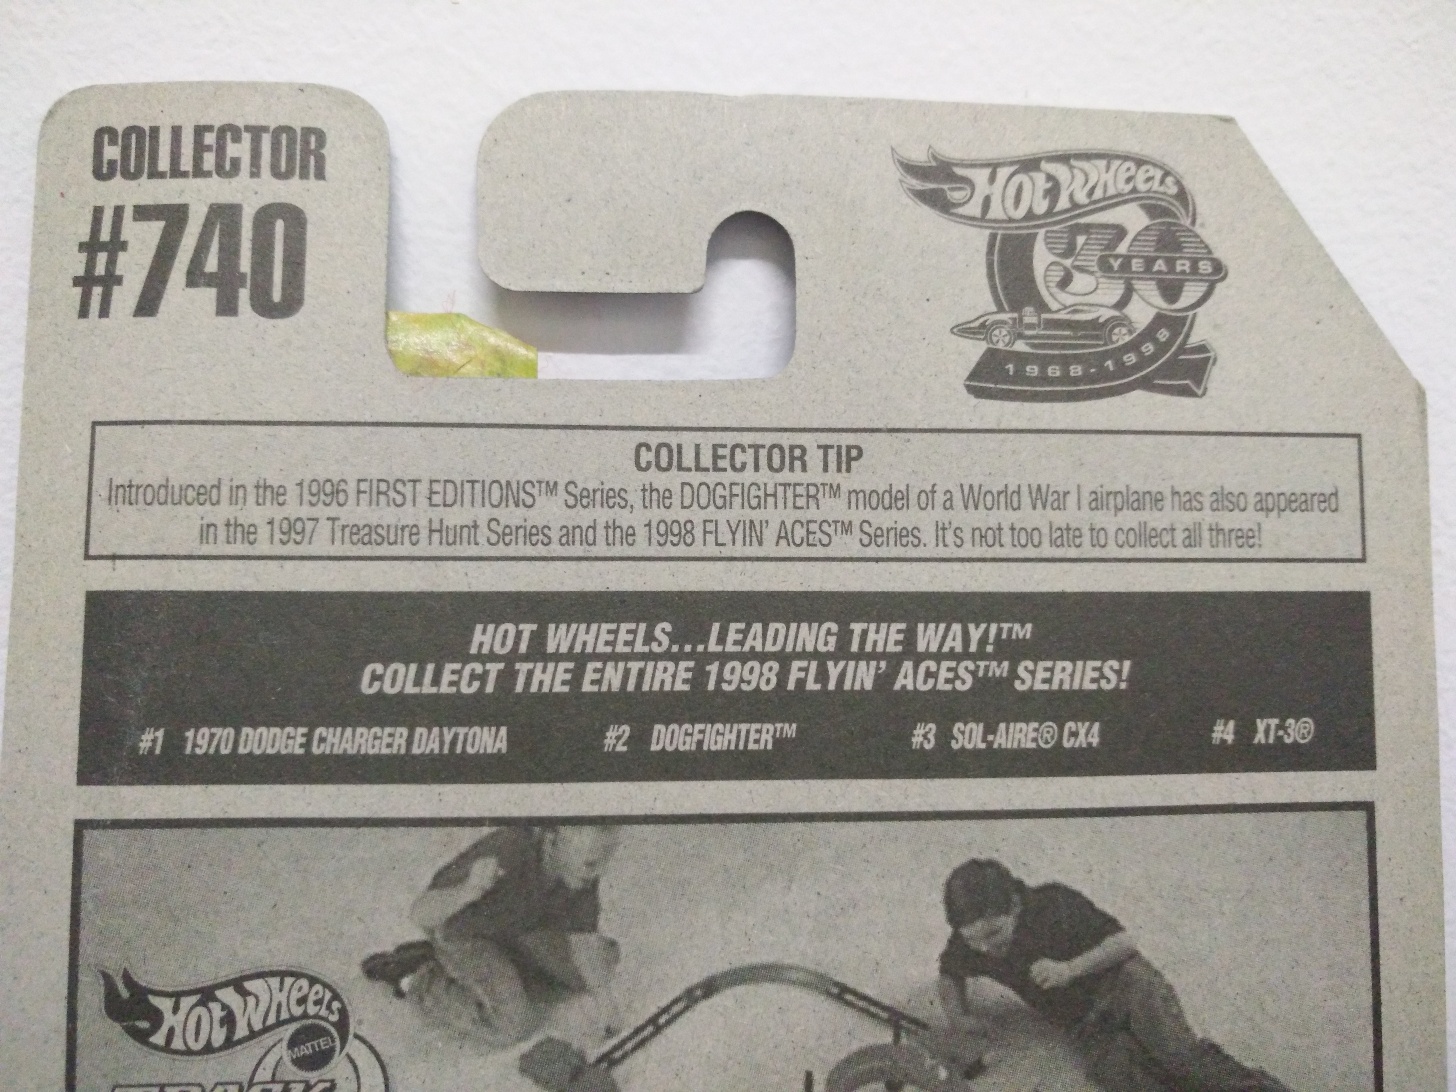 COLLECTOR
#740
HOT WHEELS
30
YEARS
1968-1998
COLLECTOR TIP
Introduced in the 1996 FIRST EDITIONS™ Series, the DOGFIGHTER™ model of a World War I airplane has also appeared
in the 1997 Treasure Hunt Series and the 1998 FLYIN' ACES™ Series. It's not too late to collect all three!
HOT WHEELS...LEADING THE WAY!™
COLLECT THE ENTIRE 1998 FLYIN' ACES™ SERIES!
#1 1970 DODGE CHARGER DAYTONA #2 DOGFIGHTER™ #3 SOL-AIRE® CX4 #4 XT-3®
HOT WHEELS
MATTEL
TRACK